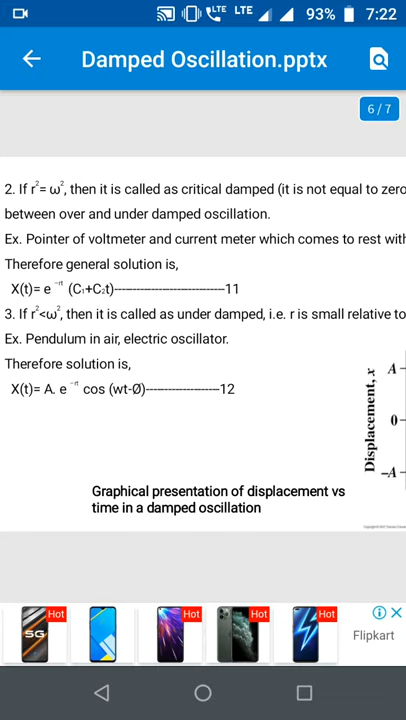 LTE LTE 93% 7:22
Damped Oscillation.pptx
6 / 7
2. If r²= ω², then it is called as critical damped (it is not equal to zero
between over and under damped oscillation.
Ex. Pointer of voltmeter and current meter which comes to rest with
Therefore general solution is,
X(t)= e ⁻ʳᵗ (C₁+C₂t)-----------------------------11
3. If r²<ω², then it is called as under damped, i.e. r is small relative to
Ex. Pendulum in air, electric oscillator.
Therefore solution is,
X(t)= A. e ⁻ʳᵗ cos (wt-Ø)-------------------12
Displacement, x
A
0
–A
Graphical presentation of displacement vs
time in a damped oscillation
Hot Hot Hot Hot
5G
Flipkart